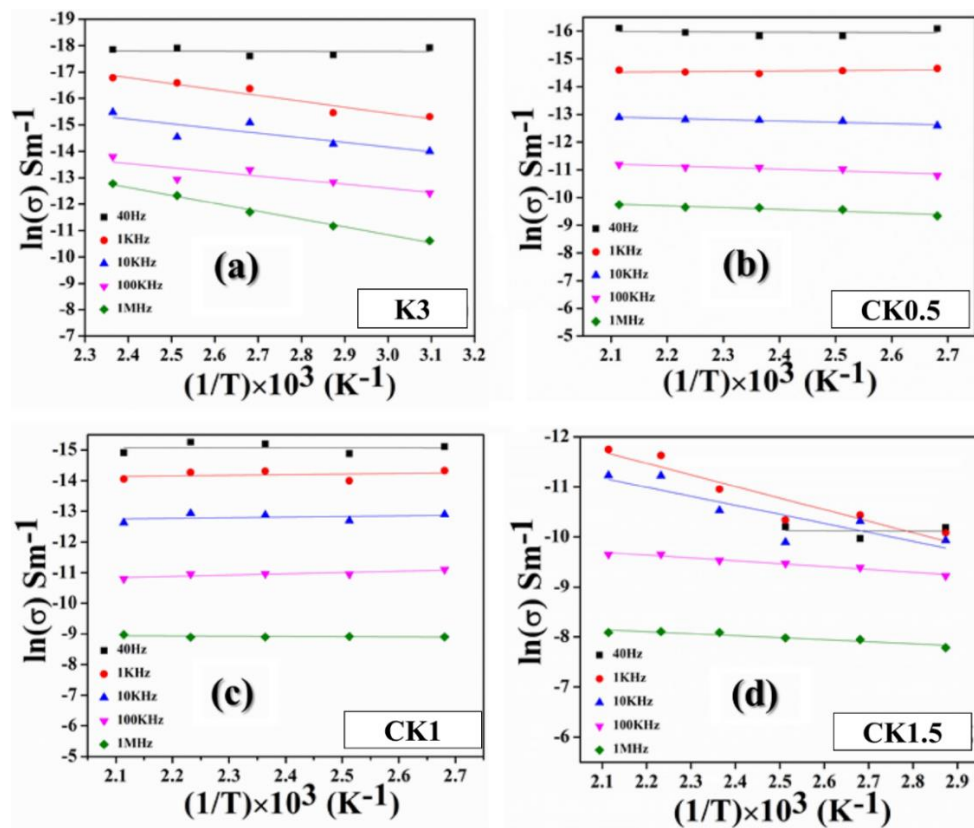 -19
-18
-17
-16
-15
-14
-13
-12
-11
-10
-9
-8
-7
ln(σ) Sm⁻¹
40Hz
1KHz
10KHz
100KHz
1MHz
(a)
K3
2.3 2.4 2.5 2.6 2.7 2.8 2.9 3.0 3.1 3.2
(1/T)×10³ (K⁻¹)
-16
-15
-14
-13
-12
-11
-10
-9
-8
-7
-6
-5
ln(σ) Sm⁻¹
40Hz
1KHz
10KHz
100KHz
1MHz
(b)
CK0.5
2.1 2.2 2.3 2.4 2.5 2.6 2.7
(1/T)×10³ (K⁻¹)
-15
-14
-13
-12
-11
-10
-9
-8
-7
-6
-5
ln(σ) Sm⁻¹
40Hz
1KHz
10KHz
100KHz
1MHz
(c)
CK1
2.1 2.2 2.3 2.4 2.5 2.6 2.7
(1/T)×10³ (K⁻¹)
-12
-11
-10
-9
-8
-7
-6
ln(σ) Sm⁻¹
40Hz
1KHz
10KHz
100KHz
1MHz
(d)
CK1.5
2.1 2.2 2.3 2.4 2.5 2.6 2.7 2.8 2.9
(1/T)×10³ (K⁻¹)